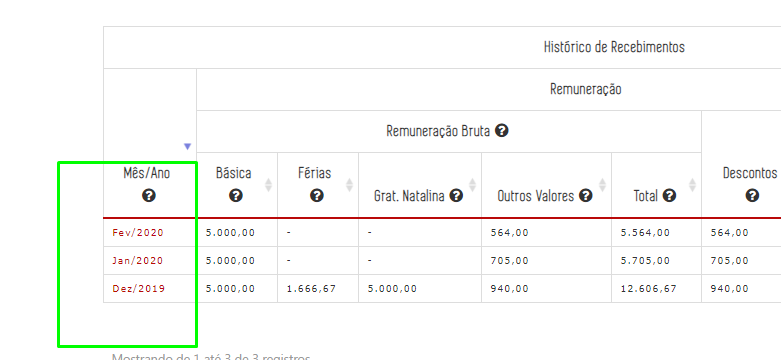 Histórico de Recebimentos
Remuneração
Remuneração Bruta ?
Mês/Ano ? Básica ? Férias ? Grat. Natalina ? Outros Valores ? Total ? Descontos ?
Fev/2020 5.000,00 - - 564,00 5.564,00 564,00
Jan/2020 5.000,00 - - 705,00 5.705,00 705,00
Dez/2019 5.000,00 1.666,67 5.000,00 940,00 12.606,67 940,00
Mostrando de 1 até 3 de 3 registros